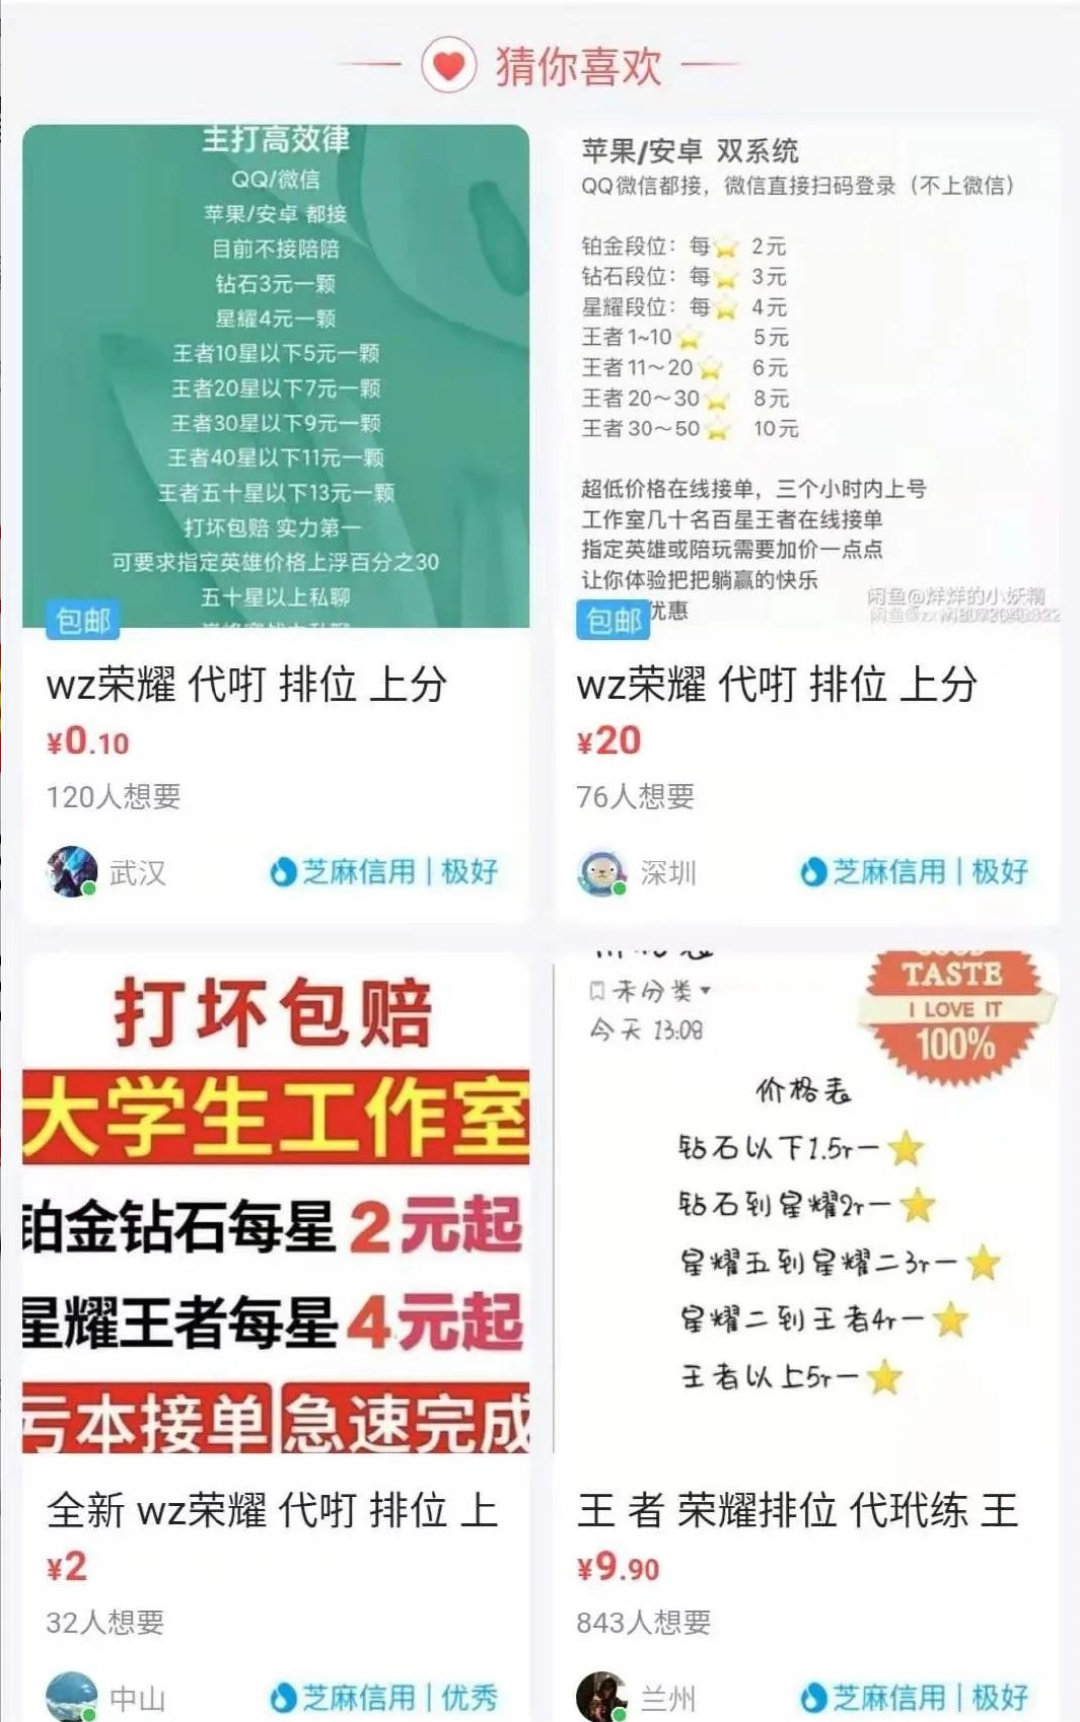 猜你喜欢
主打高效律
QQ/微信
苹果/安卓 都接
目前不接陪陪
钻石3元一颗
星耀4元一颗
王者10星以下5元一颗
王者20星以下7元一颗
王者30星以下9元一颗
王者40星以下11元一颗
王者五十星以下13元一颗
打坏包赔 实力第一
可要求指定英雄价格上浮百分之30
五十星以上私聊
包邮
wz荣耀 代叮 排位 上分
¥0.10
120人想要
武汉
芝麻信用 | 极好
苹果/安卓 双系统
QQ微信都接，微信直接扫码登录（不上微信）
铂金段位：每⭐ 2元
钻石段位：每⭐ 3元
星耀段位：每⭐ 4元
王者1~10⭐ 5元
王者11～20⭐ 6元
王者20～30⭐ 8元
王者30～50⭐ 10元
超低价格在线接单，三个小时内上号
工作室几十名百星王者在线接单
指定英雄或陪玩需要加价一点点
让你体验把把躺赢的快乐
优惠
闲鱼@烊烊的小妖精
包邮
wz荣耀 代叮 排位 上分
¥20
76人想要
深圳
芝麻信用 | 极好
打坏包赔
大学生工作室
铂金钻石每星2元起
星耀王者每星4元起
亏本接单 急速完成
全新 wz荣耀 代叮 排位 上
¥2
32人想要
中山
芝麻信用 | 优秀
未分类
今天 13:08
TASTE
I LOVE IT
100%
价格表
钻石以下1.5r一⭐
钻石到星耀2r一⭐
星耀五到星耀二3r一⭐
星耀二到王者4r一⭐
王者以上5r一⭐
王 者 荣耀排位 代玳练 王
¥9.90
843人想要
兰州
芝麻信用 | 极好